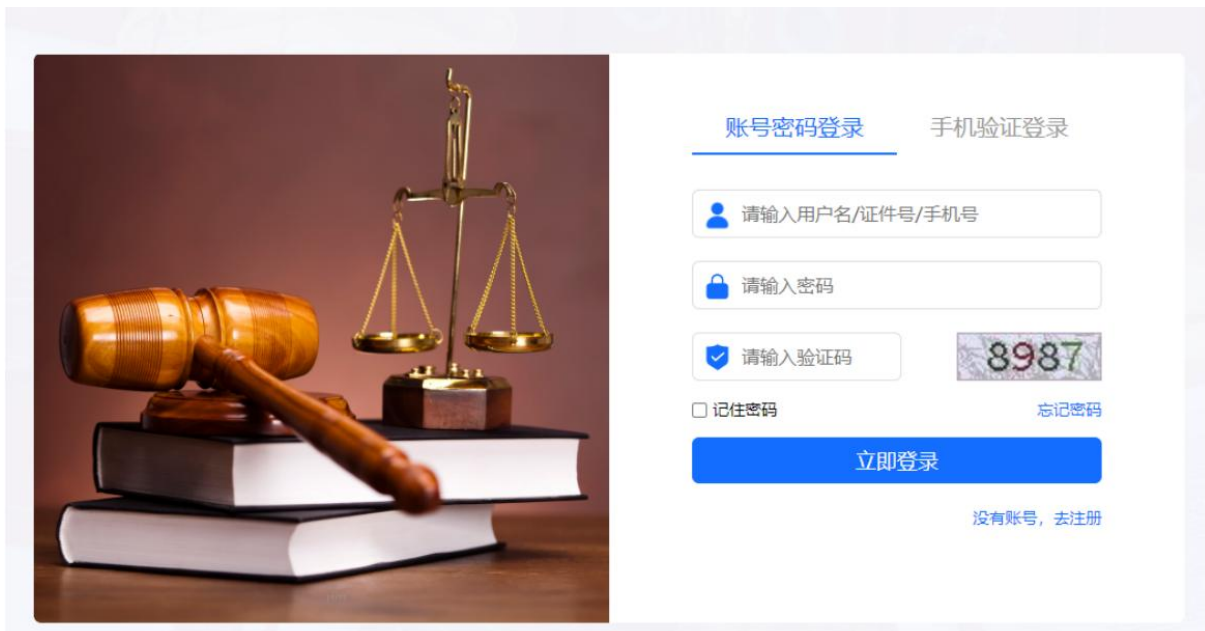 账号密码登录 手机验证登录
请输入用户名/证件号/手机号
请输入密码
请输入验证码 8987
记住密码 忘记密码
立即登录
没有账号，去注册